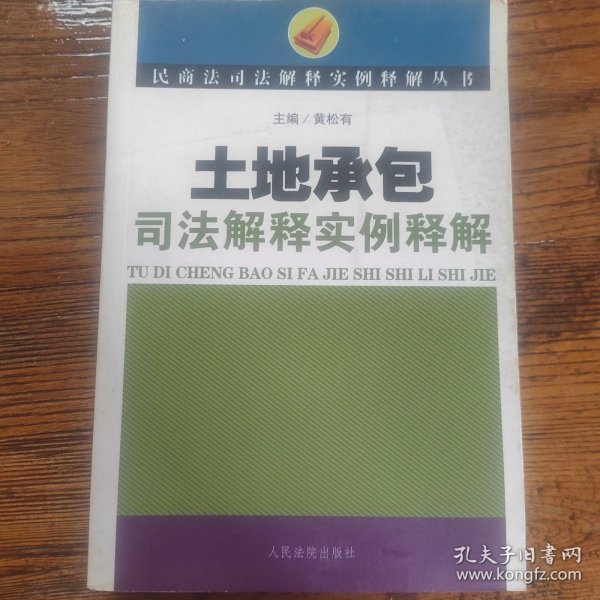 民商法司法解释实例释解丛书
主编/黄松有
土地承包
司法解释实例释解
TU DI CHENG BAO SI FA JIE SHI SHI LI SHI JIE
人民法院出版社
孔夫子旧书网
www.kongfz.com